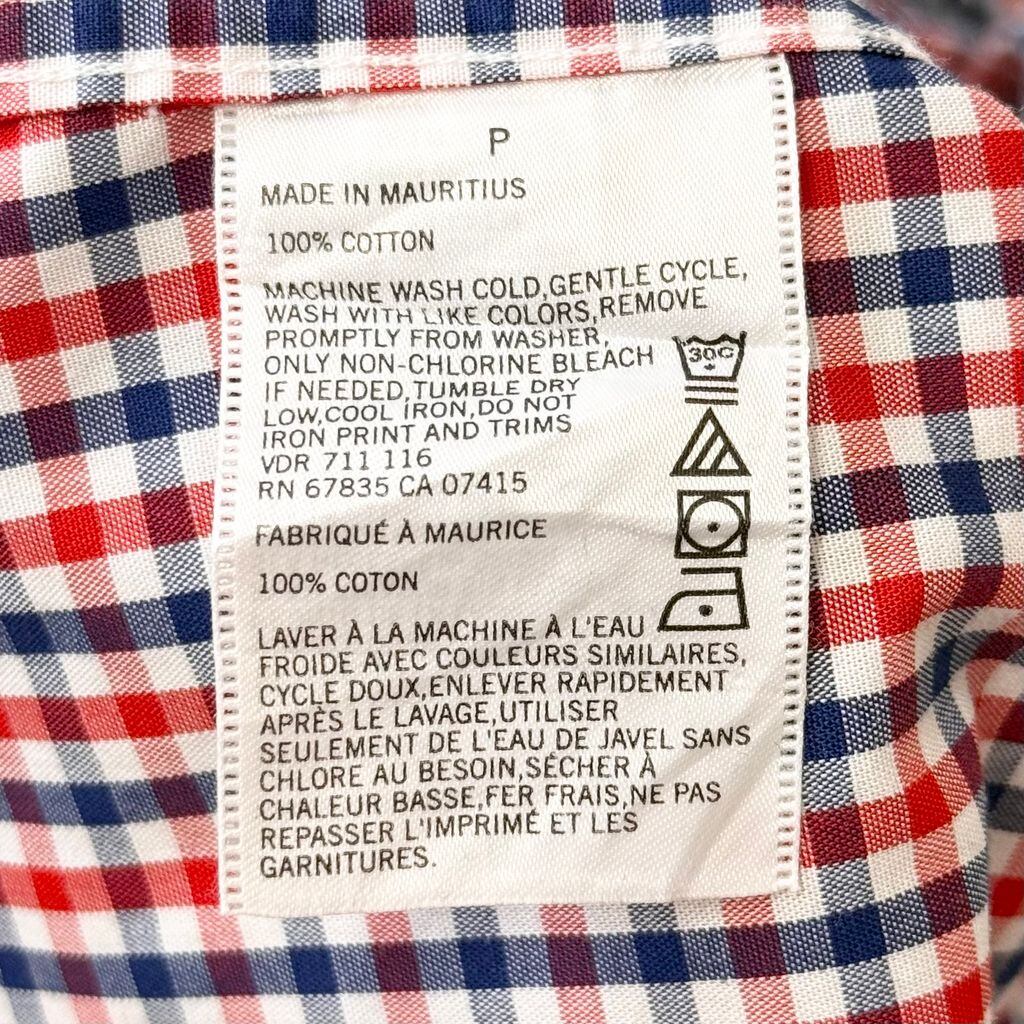 P
MADE IN MAURITIUS
100% COTTON
MACHINE WASH COLD,GENTLE CYCLE,
WASH WITH LIKE COLORS,REMOVE
PROMPTLY FROM WASHER,
ONLY NON-CHLORINE BLEACH
IF NEEDED,TUMBLE DRY
LOW,COOL IRON,DO NOT
IRON PRINT AND TRIMS
VDR 711 116
RN 67835 CA 07415
30C
FABRIQUÉ À MAURICE
100% COTON
LAVER À LA MACHINE À L'EAU
FROIDE AVEC COULEURS SIMILAIRES,
CYCLE DOUX,ENLEVER RAPIDEMENT
APRÈS LE LAVAGE,UTILISER
SEULEMENT DE L'EAU DE JAVEL SANS
CHLORE AU BESOIN,SÉCHER À
CHALEUR BASSE,FER FRAIS,NE PAS
REPASSER L'IMPRIMÉ ET LES
GARNITURES.